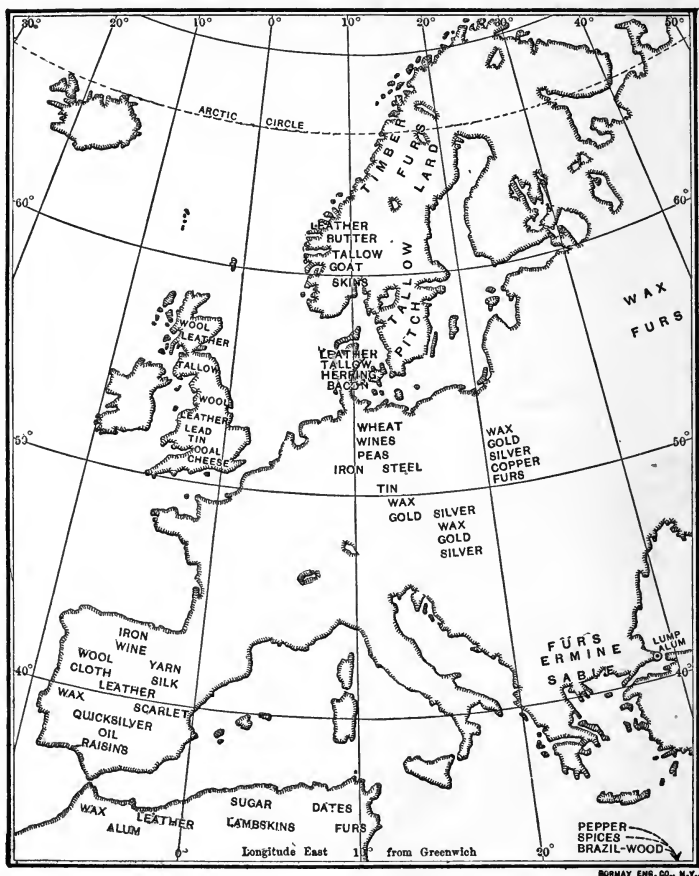 30° 20° 10° 0° 10° 20° 30° 40° 50°
ARCTIC CIRCLE
TIMBER
FURS
LARD
60°
60°
LEATHER
BUTTER
TALLOW
GOAT
SKINS
TALLOW
PITCH
WAX
FURS
WOOL
LEATHER
TALLOW
WOOL
LEATHER
LEAD
TIN
COAL
CHEESE
LEATHER
TALLOW
HERRING
BACON
50°
50°
WHEAT
WINES
PEAS
IRON STEEL
TIN
WAX
GOLD SILVER
WAX
GOLD
SILVER
WAX
GOLD
SILVER
COPPER
FURS
IRON
WINE
WOOL YARN
CLOTH SILK
LEATHER
WAX SCARLET
QUICKSILVER
OIL
RAISINS
40°
40°
FURS
ERMINE
SABLE
LUMP
ALUM
WAX LEATHER SUGAR DATES
ALUM LAMBSKINS FURS
PEPPER
SPICES
BRAZIL-WOOD
0° Longitude East 10° from Greenwich 20°
BORMAY ENG. CO., N.Y.